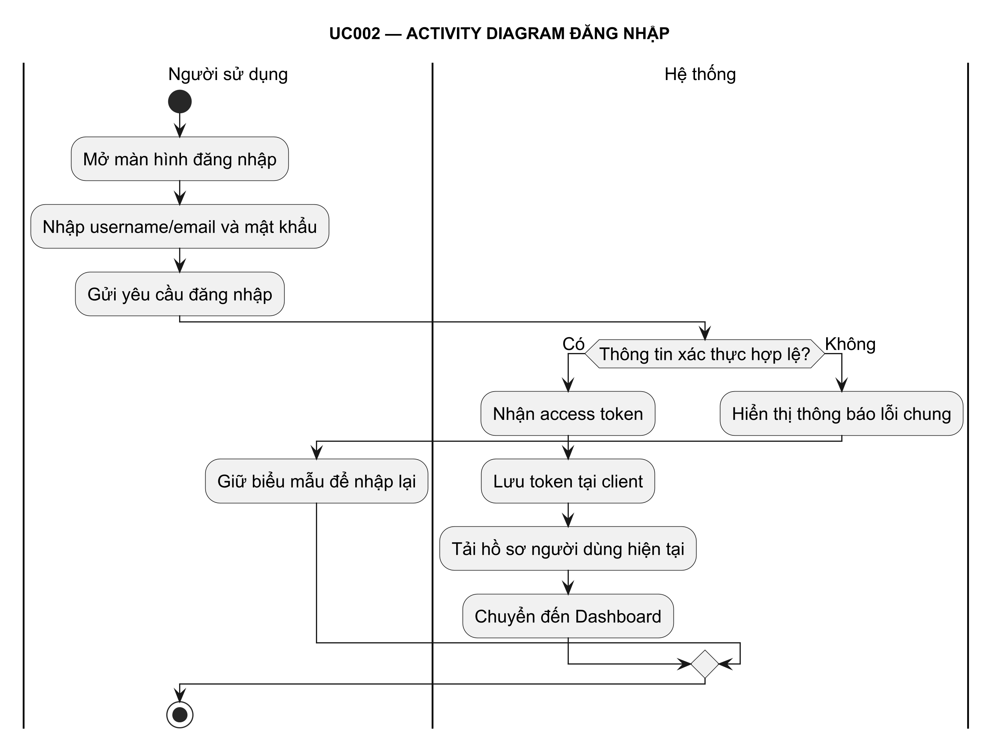 UC002 — ACTIVITY DIAGRAM ĐĂNG NHẬP
Người sử dụng
Hệ thống
Mở màn hình đăng nhập
Nhập username/email và mật khẩu
Gửi yêu cầu đăng nhập
Có
Thông tin xác thực hợp lệ?
Không
Nhận access token
Hiển thị thông báo lỗi chung
Giữ biểu mẫu để nhập lại
Lưu token tại client
Tải hồ sơ người dùng hiện tại
Chuyển đến Dashboard